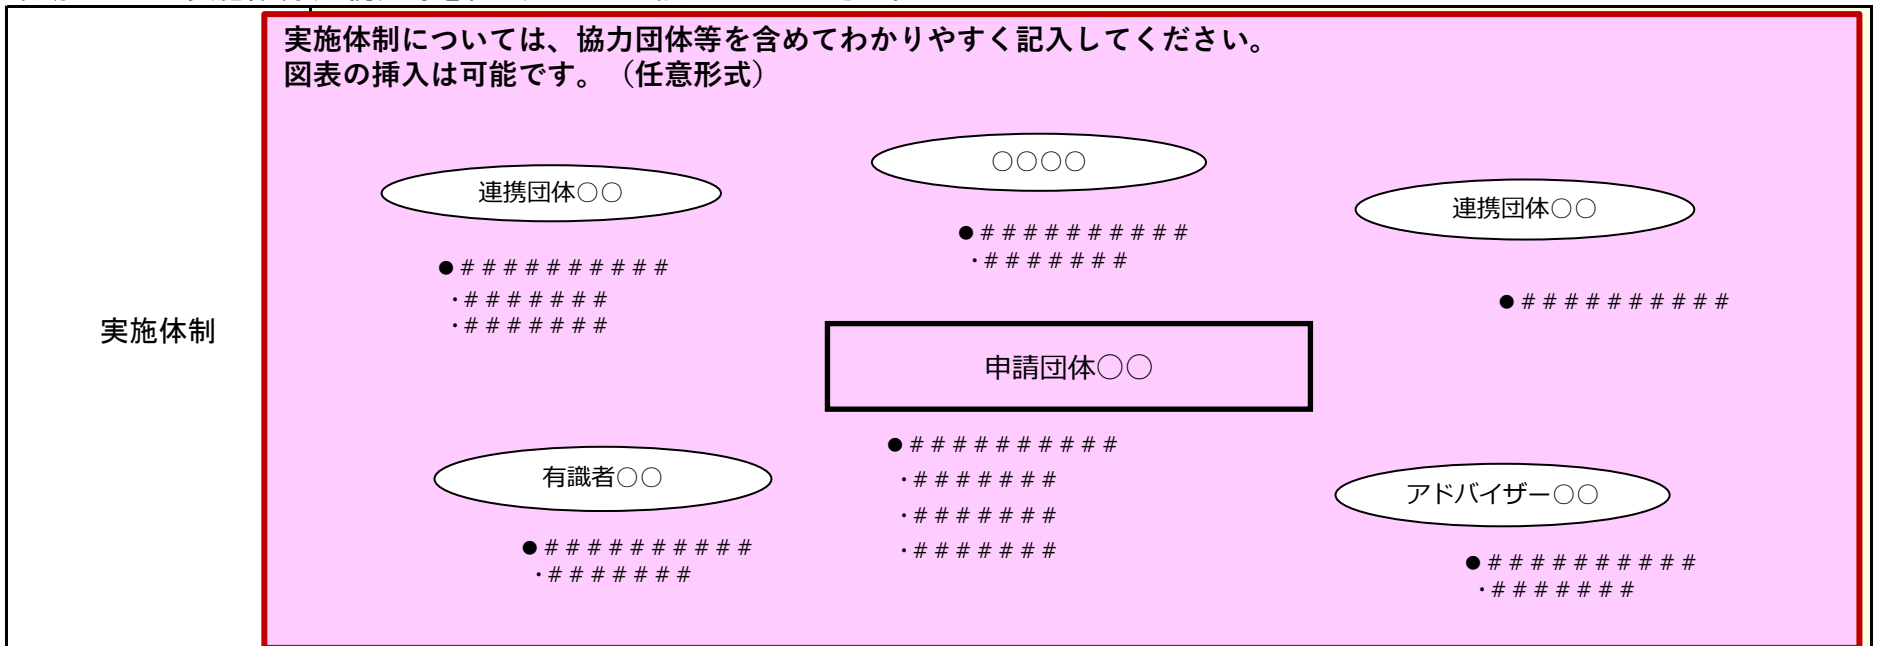 実施体制については、協力団体等を含めてわかりやすく記入してください。
図表の挿入は可能です。（任意形式）
実施体制
連携団体○○
●＃＃＃＃＃＃＃＃＃＃
・＃＃＃＃＃＃＃
・＃＃＃＃＃＃＃
○○○○
●＃＃＃＃＃＃＃＃＃＃
・＃＃＃＃＃＃＃
連携団体○○
●＃＃＃＃＃＃＃＃＃＃
申請団体○○
●＃＃＃＃＃＃＃＃＃＃
・＃＃＃＃＃＃＃
・＃＃＃＃＃＃＃
・＃＃＃＃＃＃＃
有識者○○
●＃＃＃＃＃＃＃＃＃＃
・＃＃＃＃＃＃＃
アドバイザー○○
●＃＃＃＃＃＃＃＃＃＃
・＃＃＃＃＃＃＃